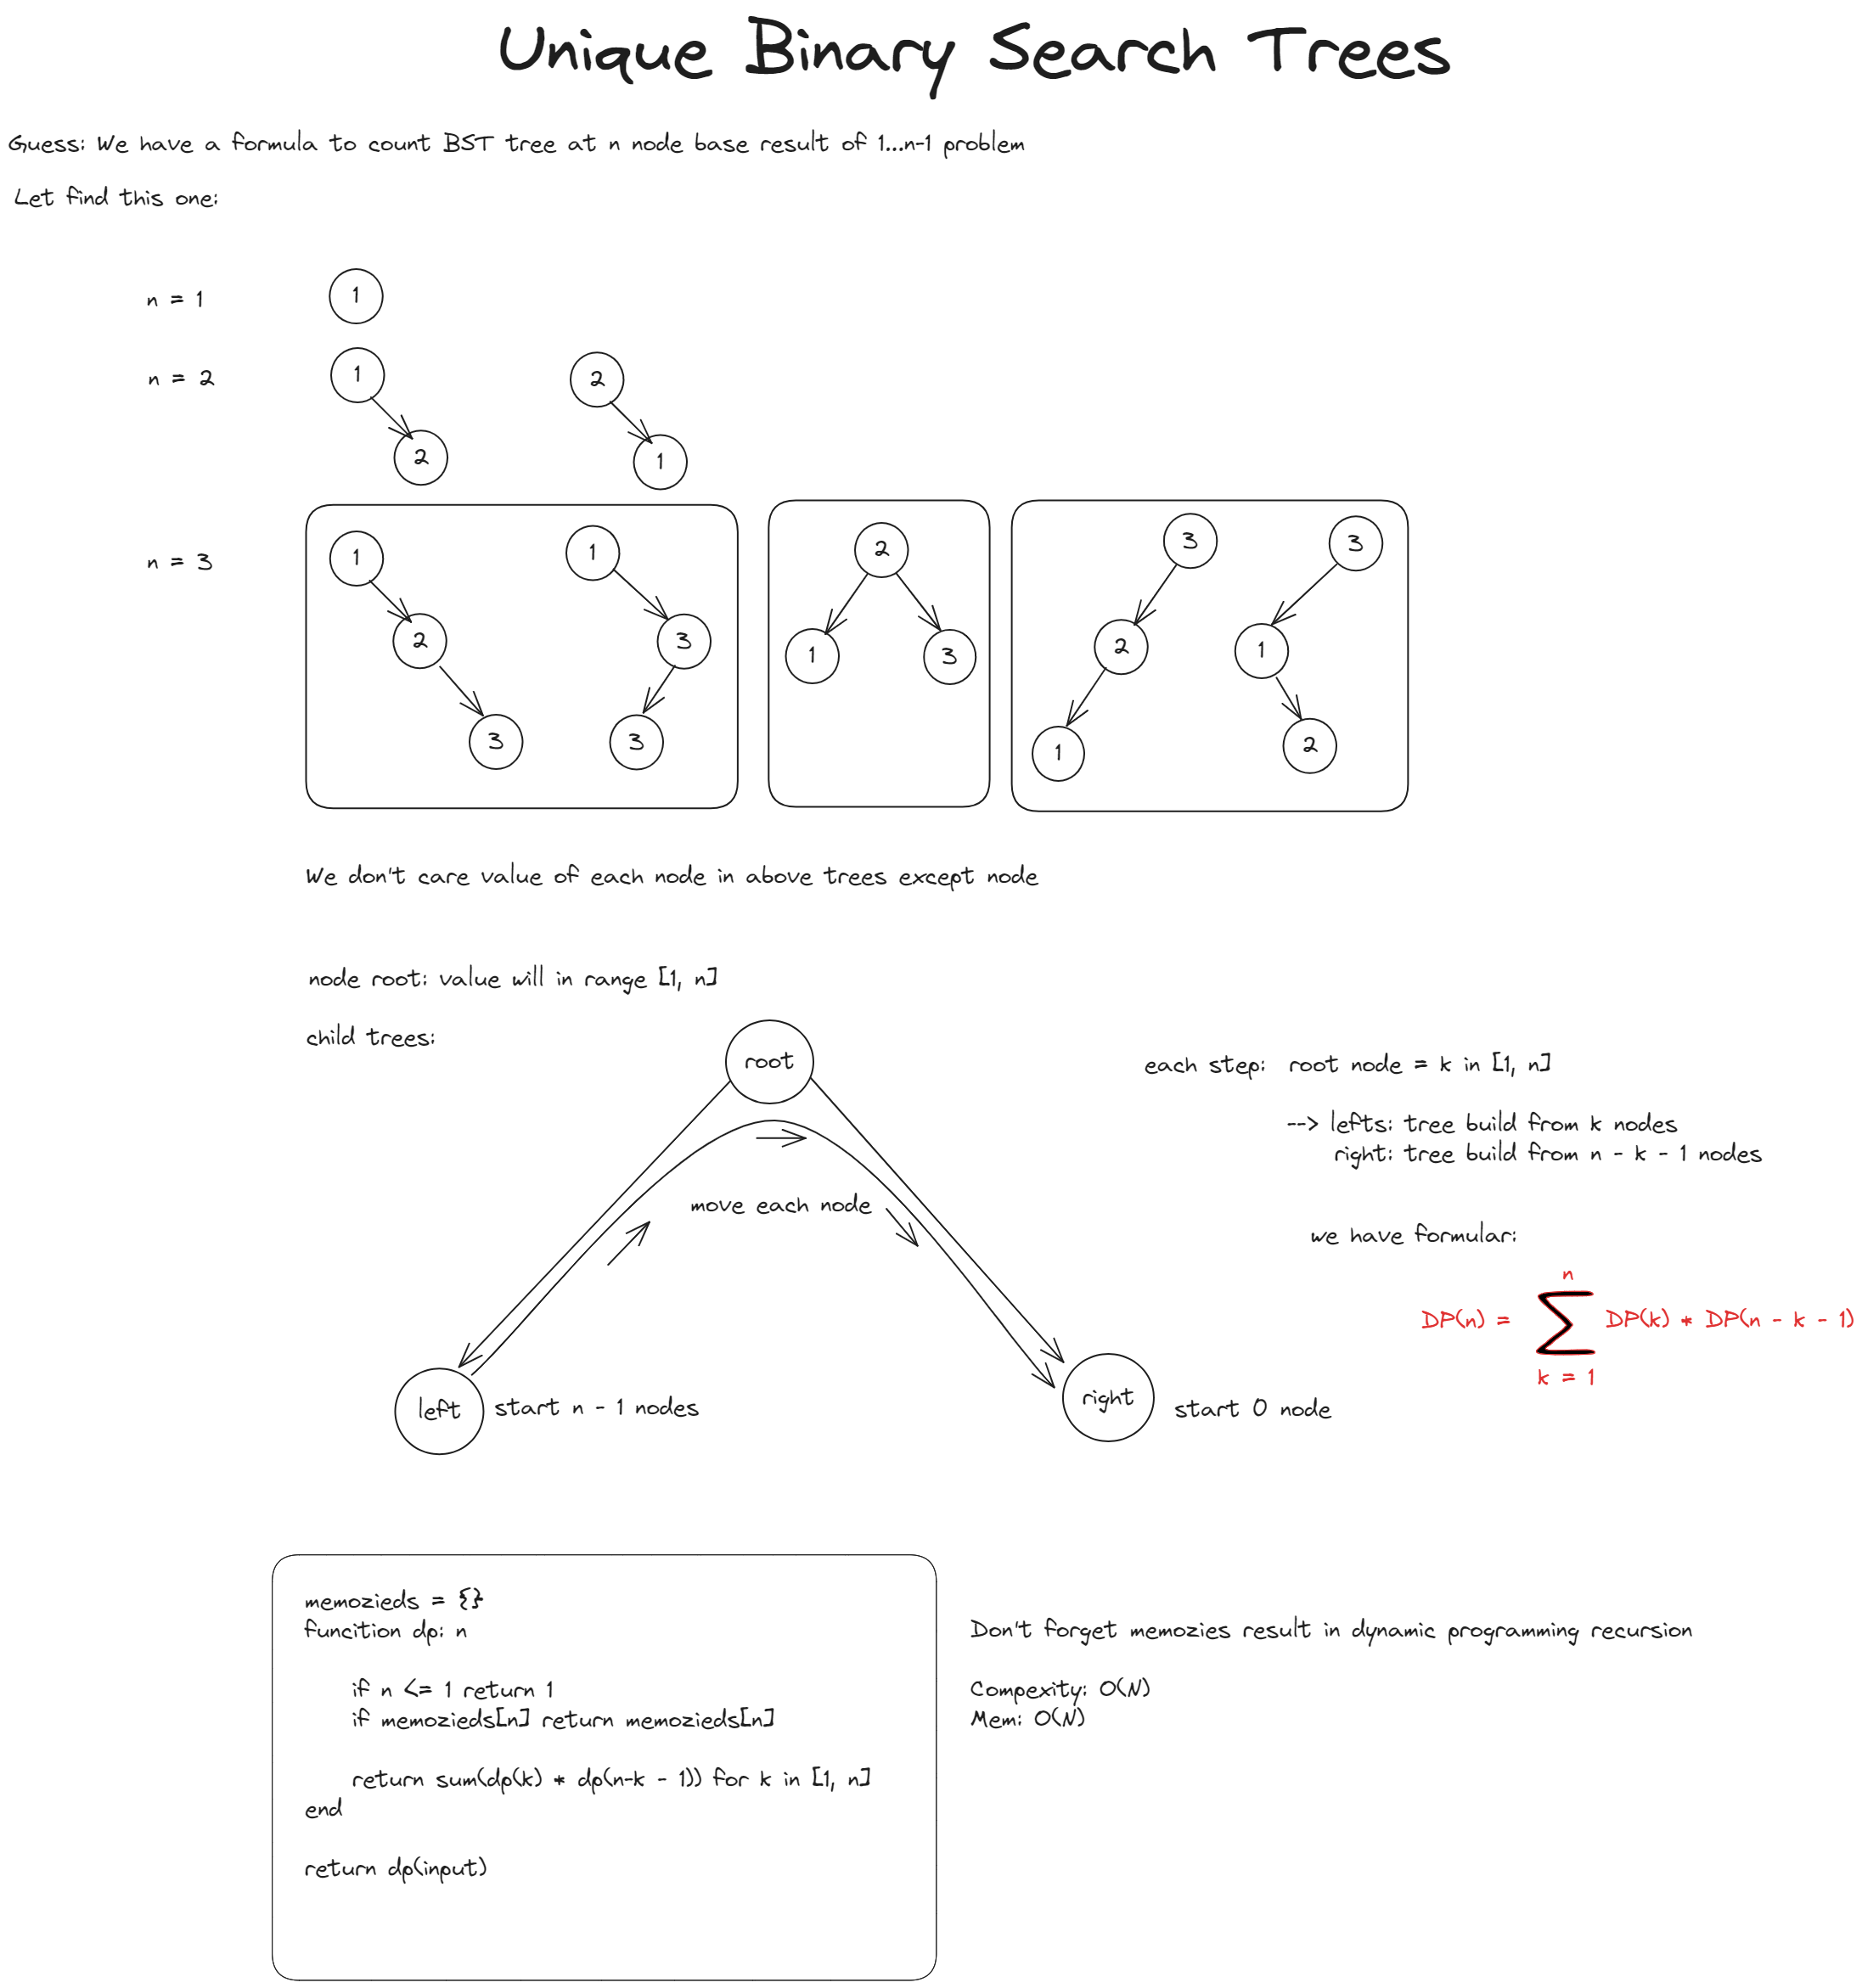 Unique Binary Search Trees
Guess: We have a formula to count BST tree at n node base result of 1...n-1 problem
Let find this one:
n = 1
1
n = 2
1
2
2
1
n = 3
1
2
3
1
3
3
2
1
3
3
2
1
3
1
2
We don't care value of each node in above trees except node
node root: value will in range [1, n]
child trees:
root
move each node
left
start n - 1 nodes
right
start 0 node
each step: root node = k in [1, n]
--> lefts: tree build from k nodes
right: tree build from n - k - 1 nodes
we have formular:
n
DP(n) = ∑ DP(k) * DP(n - k - 1)
k = 1
memozieds = {}
funcition dp: n
if n <= 1 return 1
if memozieds[n] return memozieds[n]
return sum(dp(k) * dp(n-k - 1)) for k in [1, n]
end
return dp(input)
Don't forget memozies result in dynamic programming recursion
Compexity: O(N)
Mem: O(N)